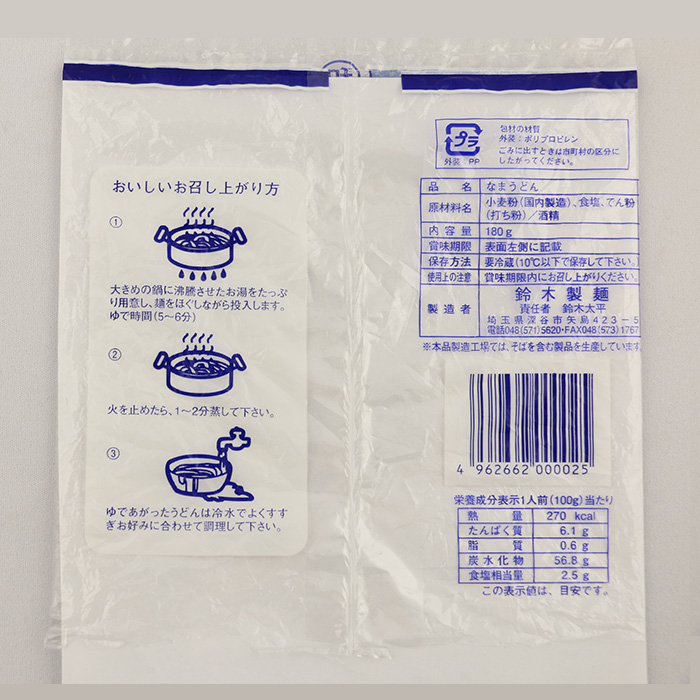 おいしいお召し上がり方
①
大きめの鍋に沸騰させたお湯をたっぷ
り用意し、麺をほぐしながら投入します。
ゆで時間(5〜6分)
②
火を止めたら、1〜2分蒸して下さい。
③
ゆであがったうどんは冷水でよくすす
ぎお好みに合わせて調理して下さい。
プラ
外装:PP
包材の材質
外装:ポリプロピレン
ごみに出すときは市町村の区分に
したがってください。
品名 なまうどん
原材料名 小麦粉(国内製造)、食塩、でん粉
(打ち粉)/酒精
内容量 180g
賞味期限 表面左側に記載
保存方法 要冷蔵(10℃以下で保存して下さい。
使用上の注意 賞味期限内にお召し上がりください。
製造者 鈴木製麺
責任者 鈴木太平
埼玉県深谷市矢島423-5
電話048(571)5620・FAX048(573)1767
※本品製造工場では、そばを含む製品を生産しています
4 962662 000025
栄養成分表示1人前(100g)当たり
熱量 270 kcal
たんぱく質 6.1 g
脂質 0.6 g
炭水化物 56.8 g
食塩相当量 2.5 g
この表示値は、目安です。